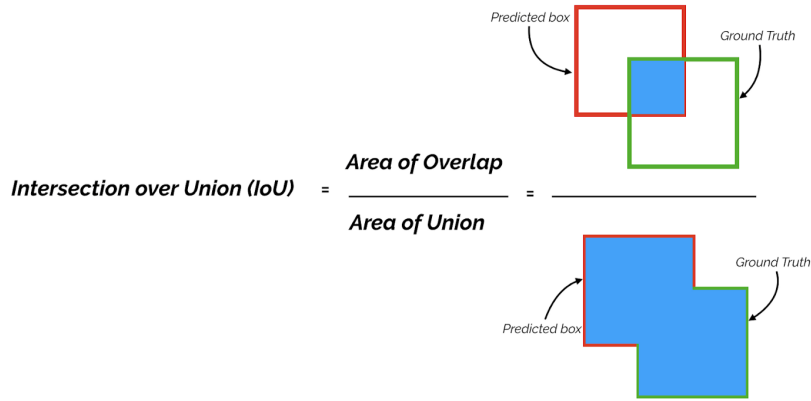 Predicted box
Ground Truth
Intersection over Union (IoU) = Area of Overlap =
Area of Union
Ground Truth
Predicted box